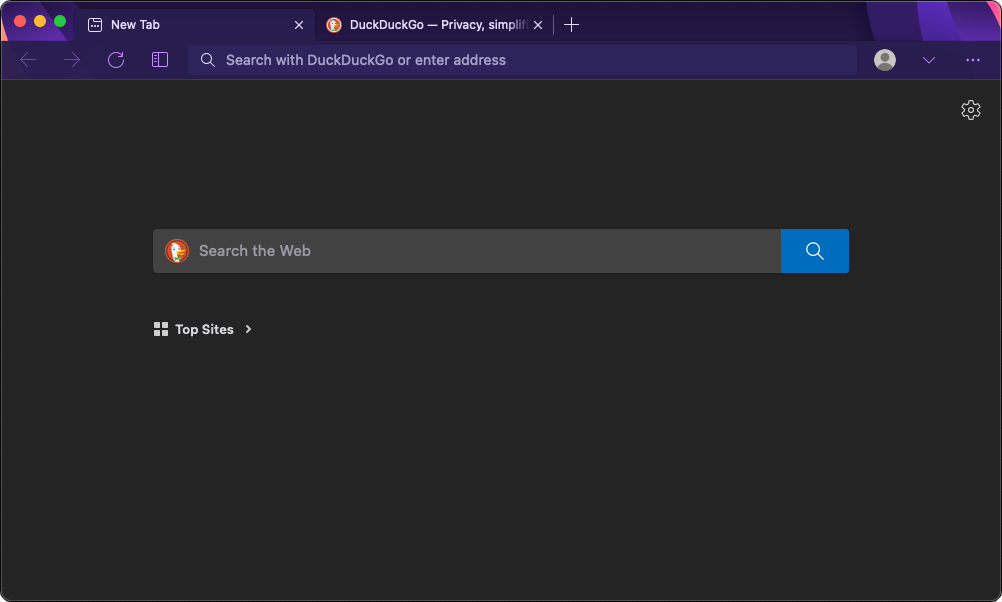 New Tab
DuckDuckGo — Privacy, simplifi
Search with DuckDuckGo or enter address
Search the Web
Top Sites